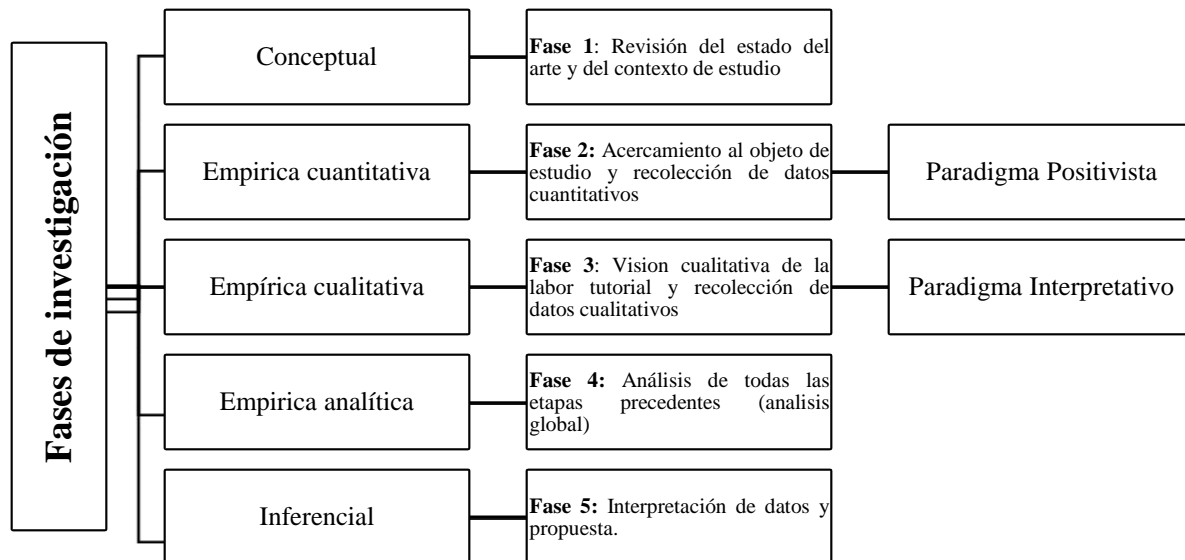 Fases de investigación
Conceptual
Fase 1: Revisión del estado del
arte y del contexto de estudio
Empirica cuantitativa
Fase 2: Acercamiento al objeto de
estudio y recolección de datos
cuantitativos
Paradigma Positivista
Empírica cualitativa
Fase 3: Vision cualitativa de la
labor tutorial y recolección de
datos cualitativos
Paradigma Interpretativo
Empirica analítica
Fase 4: Análisis de todas las
etapas precedentes (analisis
global)
Inferencial
Fase 5: Interpretación de datos y
propuesta.